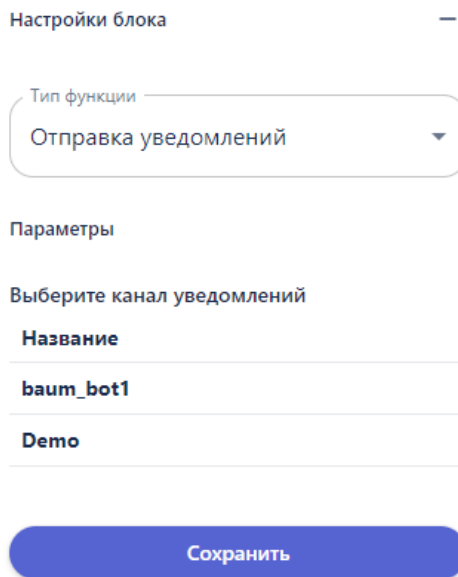 Настройки блока
Тип функции
Отправка уведомлений
Параметры
Выберите канал уведомлений
Название
baum_bot1
Demo
Сохранить